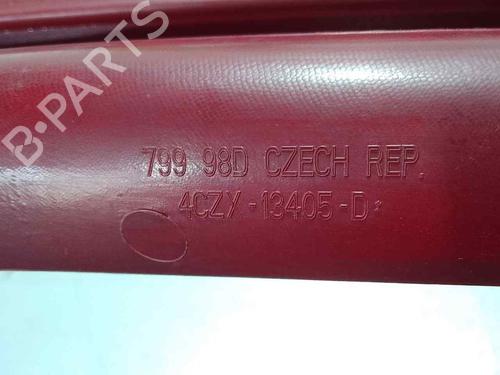 B-PARTS
799 98D CZECH REP.
4CZY-13405-D